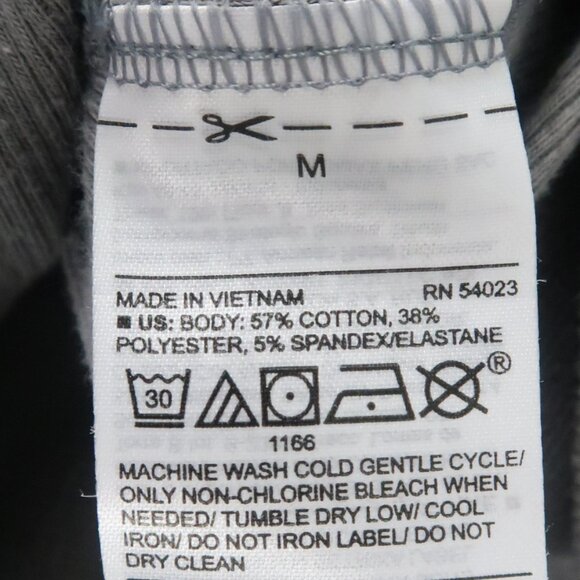 M
MADE IN VIETNAM RN 54023
■ US: BODY: 57% COTTON, 38%
POLYESTER, 5% SPANDEX/ELASTANE
30 ®
1166
MACHINE WASH COLD GENTLE CYCLE/
ONLY NON-CHLORINE BLEACH WHEN
NEEDED/ TUMBLE DRY LOW/ COOL
IRON/ DO NOT IRON LABEL/ DO NOT
DRY CLEAN